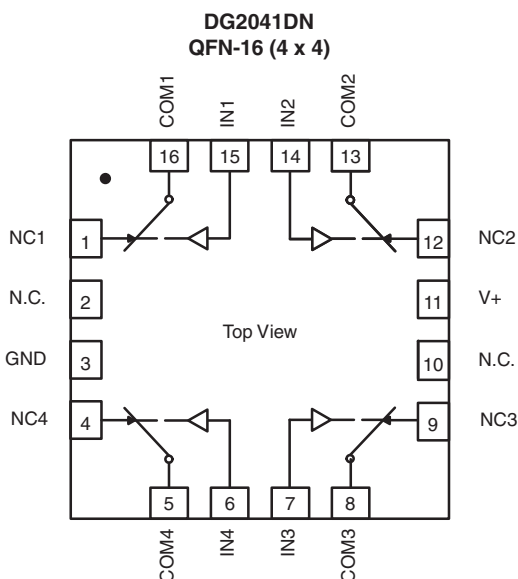 DG2041DN
QFN-16 (4 x 4)
COM1
IN1
IN2
COM2
16
15
14
13
NC1
1
12
NC2
N.C.
2
11
V+
Top View
GND
3
10
N.C.
NC4
4
9
NC3
5
6
7
8
COM4
IN4
IN3
COM3